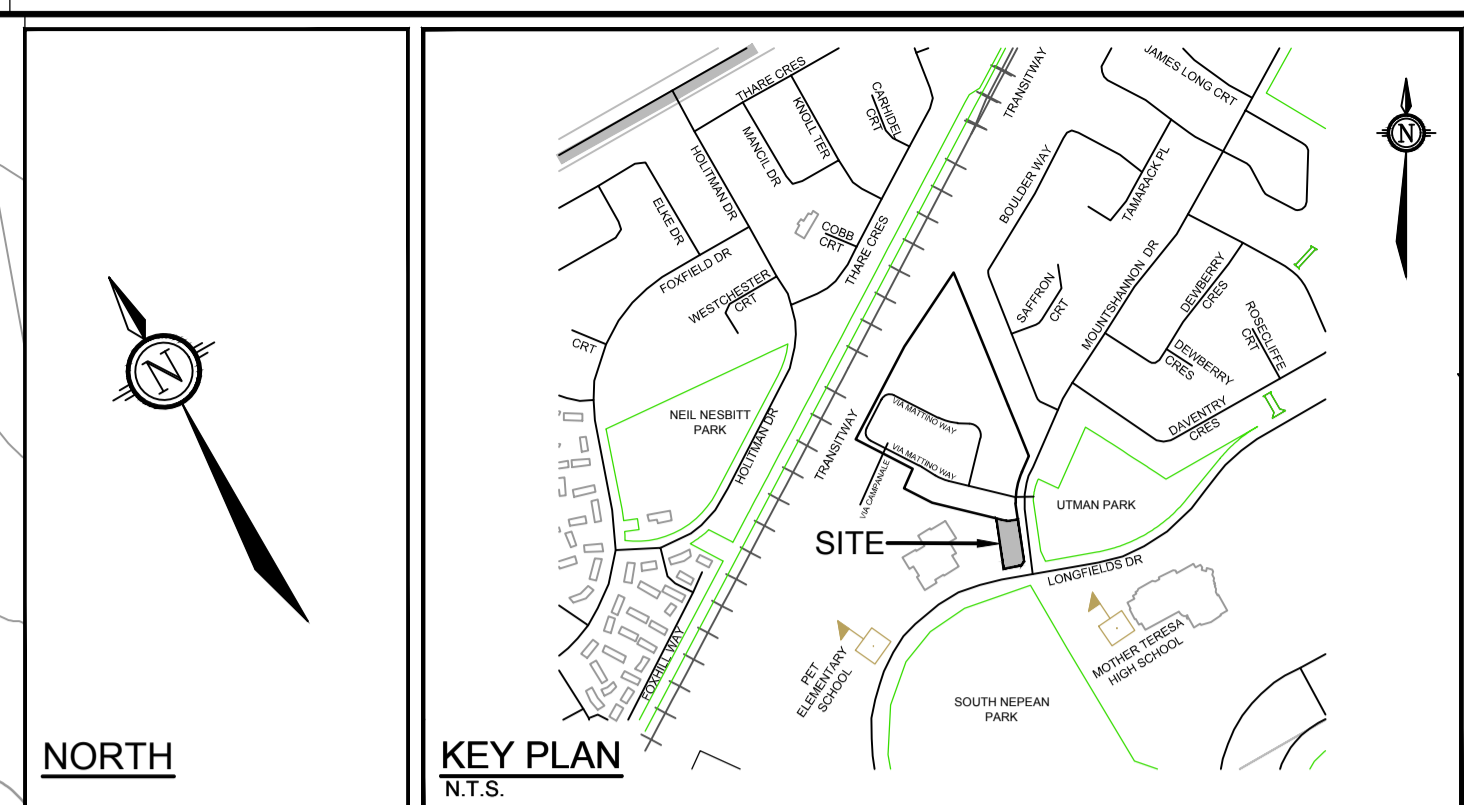 N
NORTH
THARE CRES
KNOLL TER
CARHIDEL
CRT
MANCIL DR
HOLITMAN DR
ELKE DR
COBB
CRT
THARE CRES
FOXFIELD DR
WESTCHESTER
CRT
CRT
NEIL NESBITT
PARK
HOLITMAN DR
FOXHILL WAY
TRANSITWAY
TRANSITWAY
JAMES LONG CRT
BOULDER WAY
TAMARACK PL
SAFFRON
CRT
MOUNTSHANNON DR
DEWBERRY
CRES
DEWBERRY
CRES
ROSECLIFFE
CRT
DAVENTRY
CRES
VIA MATTINO WAY
VIA MATTINO WAY
VIA CAMPANALE
UTMAN PARK
SITE
LONGFIELDS DR
PET
ELEMENTARY
SCHOOL
MOTHER TERESA
HIGH SCHOOL
SOUTH NEPEAN
PARK
N
KEY PLAN
N.T.S.